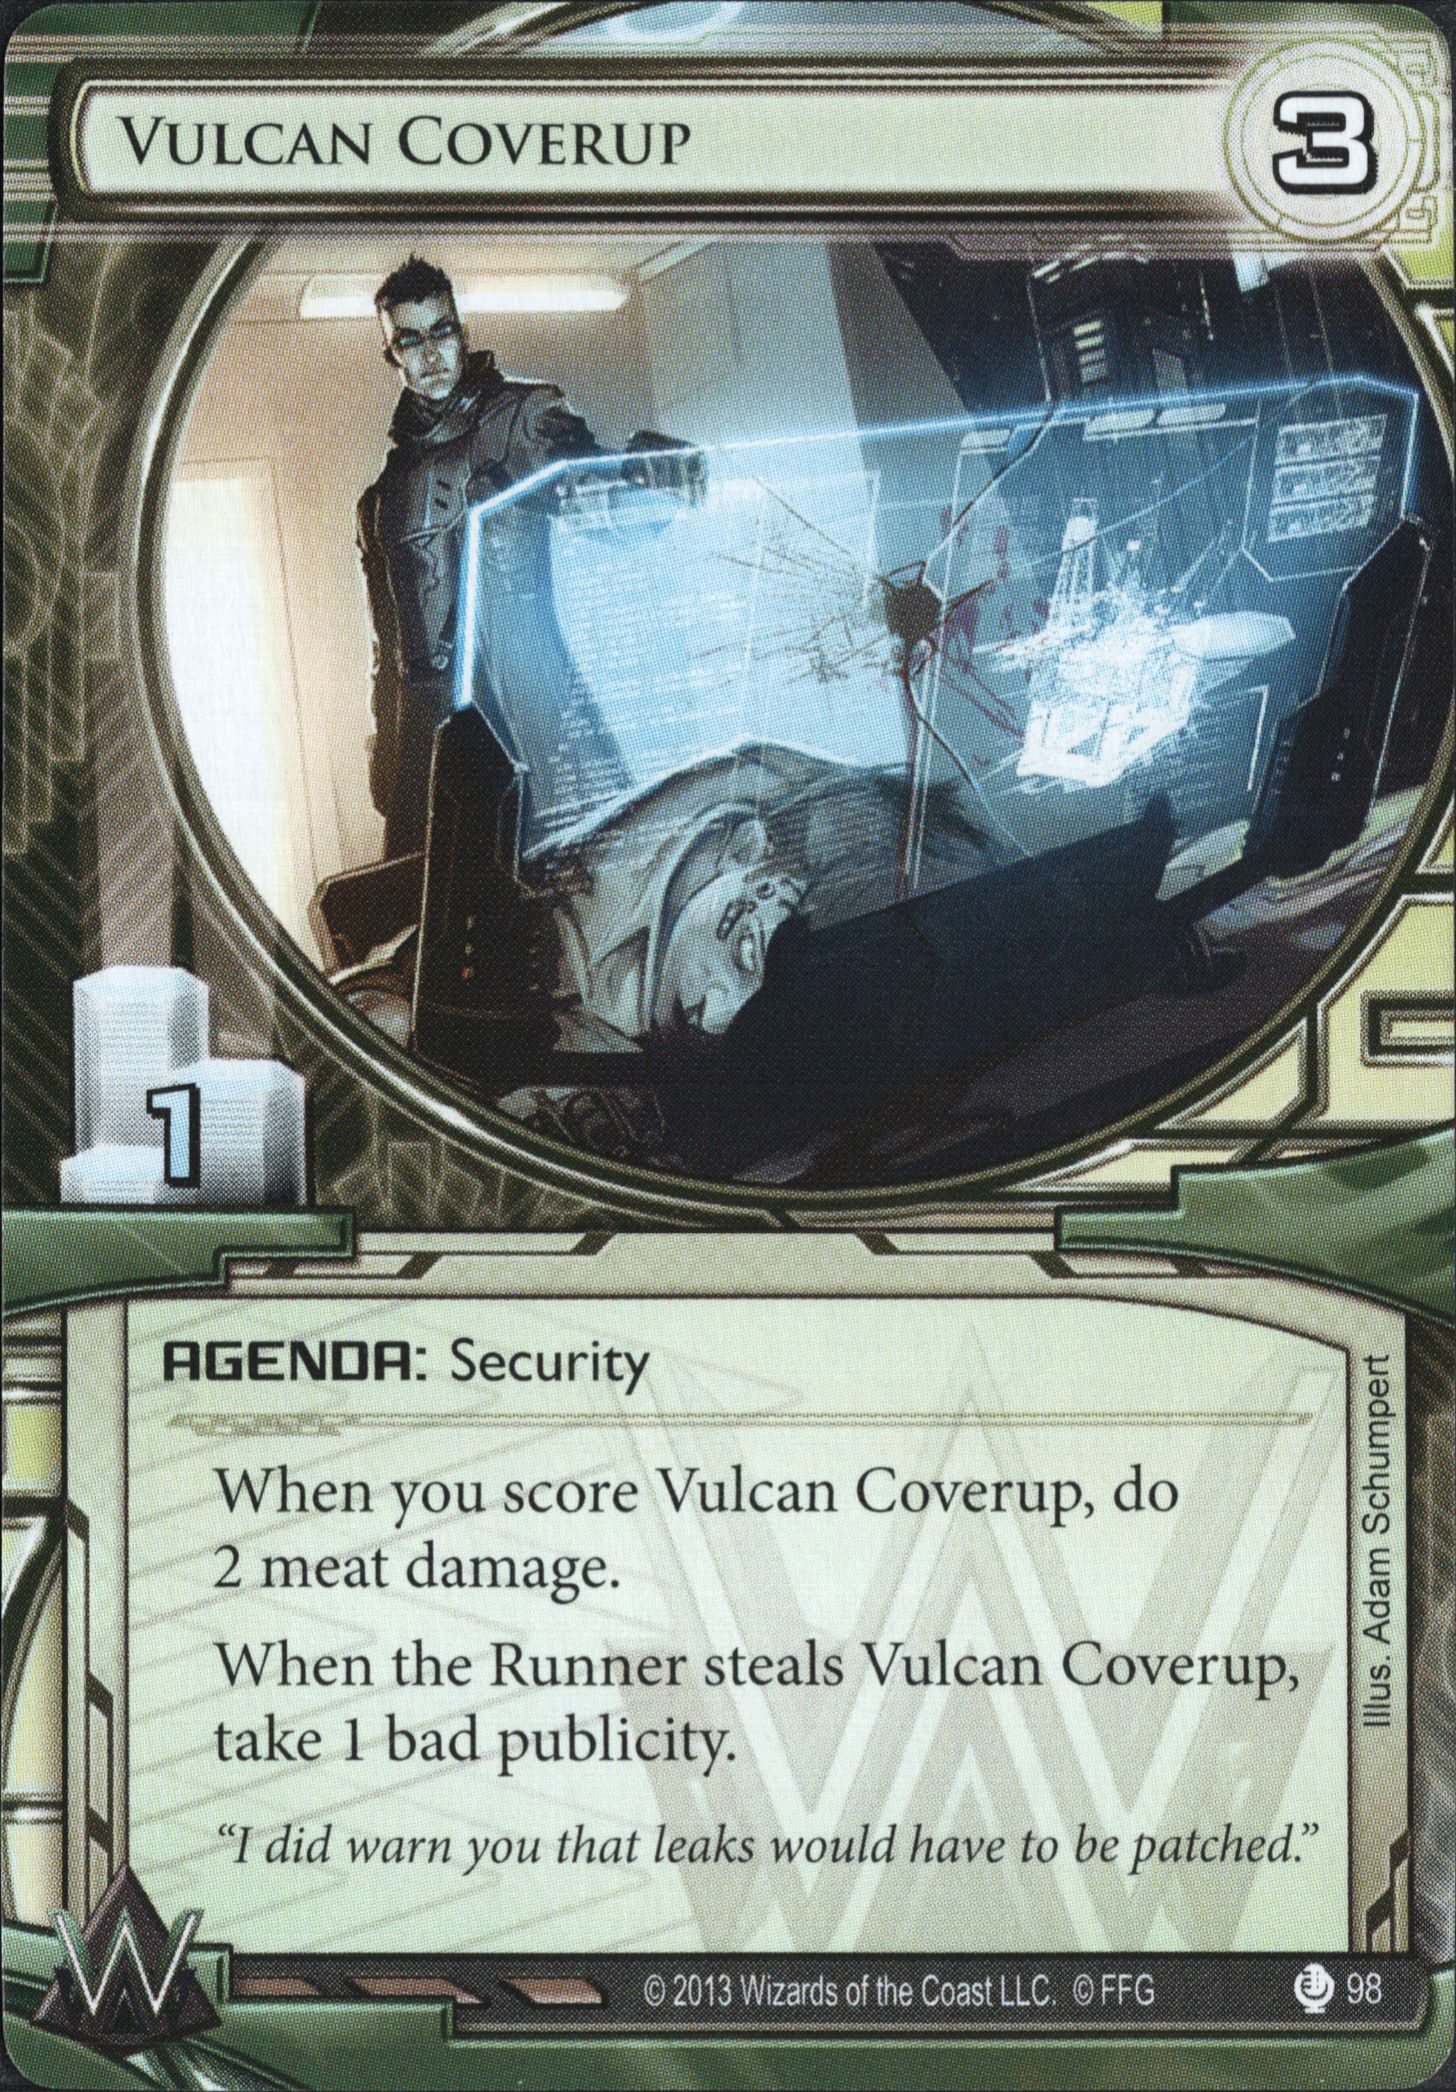 Vulcan Coverup
3
1
AGENDA: Security
When you score Vulcan Coverup, do
2 meat damage.
When the Runner steals Vulcan Coverup,
take 1 bad publicity.
“I did warn you that leaks would have to be patched.”
Illus. Adam Schumpert
© 2013 Wizards of the Coast LLC. © FFG
98